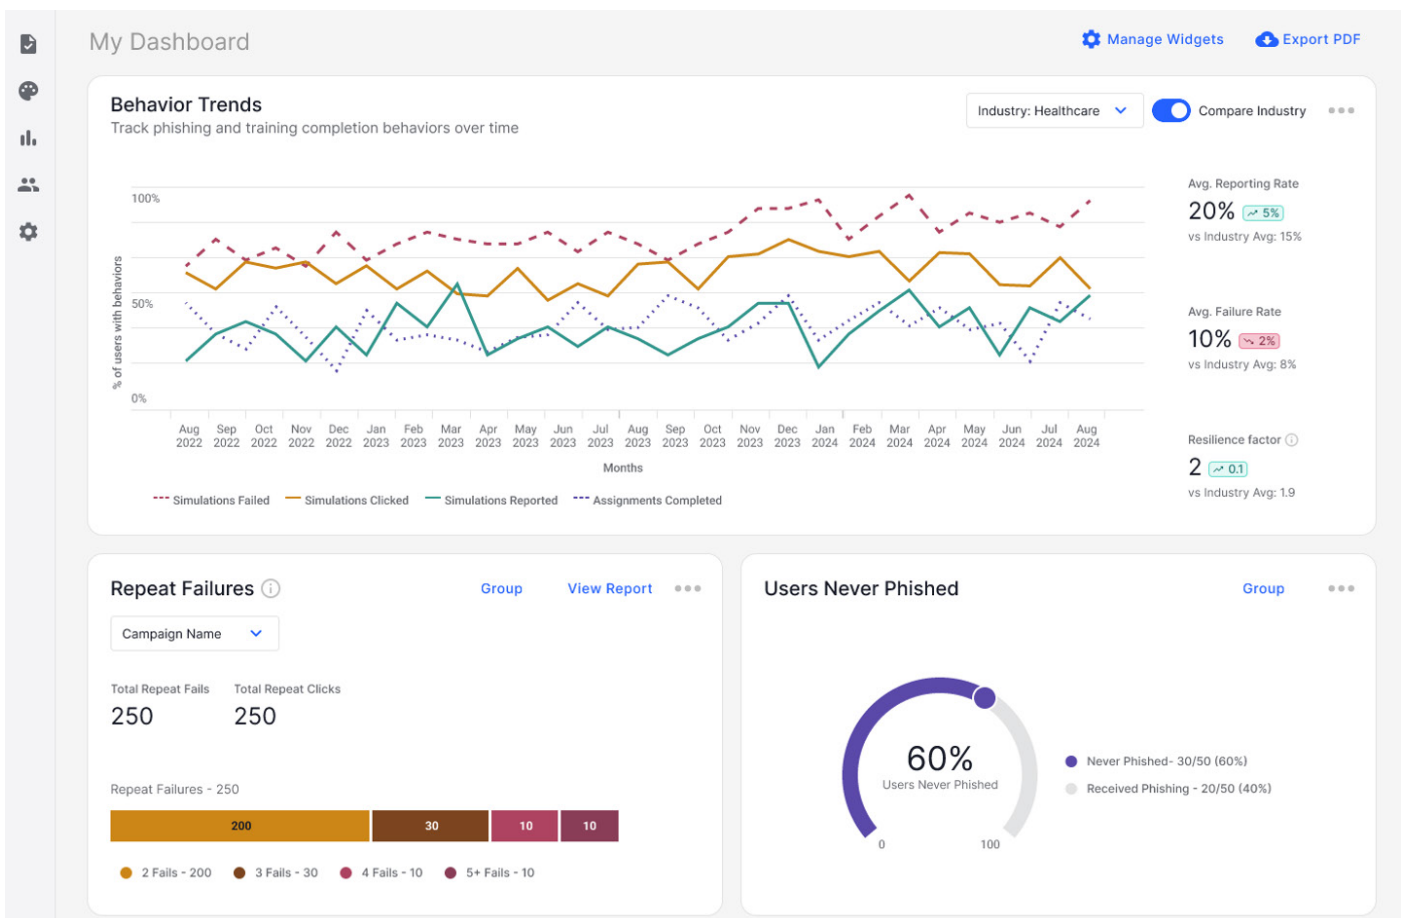 My Dashboard
Manage Widgets
Export PDF
Behavior Trends
Track phishing and training completion behaviors over time
Industry: Healthcare
Compare Industry
100%
50%
0%
% of users with behaviors
Aug 2022
Sep 2022
Oct 2022
Nov 2022
Dec 2022
Jan 2023
Feb 2023
Mar 2023
Apr 2023
May 2023
Jun 2023
Jul 2023
Aug 2023
Sep 2023
Oct 2023
Nov 2023
Dec 2023
Jan 2024
Feb 2024
Mar 2024
Apr 2024
May 2024
Jun 2024
Jul 2024
Aug 2024
Months
Simulations Failed
Simulations Clicked
Simulations Reported
Assignments Completed
Avg. Reporting Rate
20% 5%
vs Industry Avg: 15%
Avg. Failure Rate
10% 2%
vs Industry Avg: 8%
Resilience factor
2 0.1
vs Industry Avg: 1.9
Repeat Failures
Group
View Report
Campaign Name
Total Repeat Fails
Total Repeat Clicks
250
250
Repeat Failures - 250
200
30
10
10
2 Fails - 200
3 Fails - 30
4 Fails - 10
5+ Fails - 10
Users Never Phished
Group
60%
Users Never Phished
0
100
Never Phished- 30/50 (60%)
Received Phishing - 20/50 (40%)